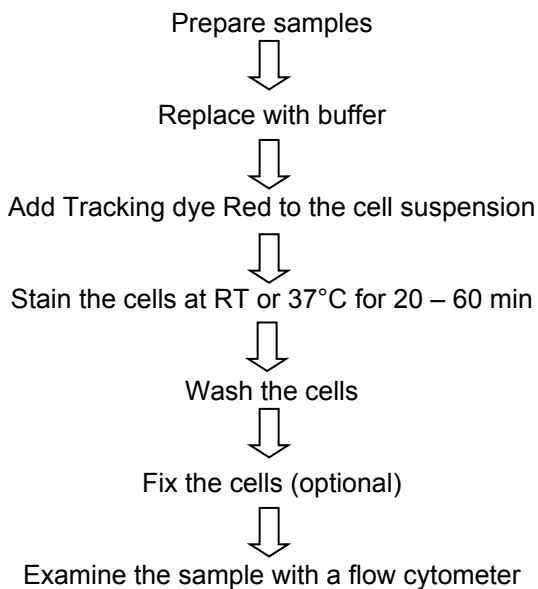 Prepare samples
Replace with buffer
Add Tracking dye Red to the cell suspension
Stain the cells at RT or 37°C for 20 – 60 min
Wash the cells
Fix the cells (optional)
Examine the sample with a flow cytometer